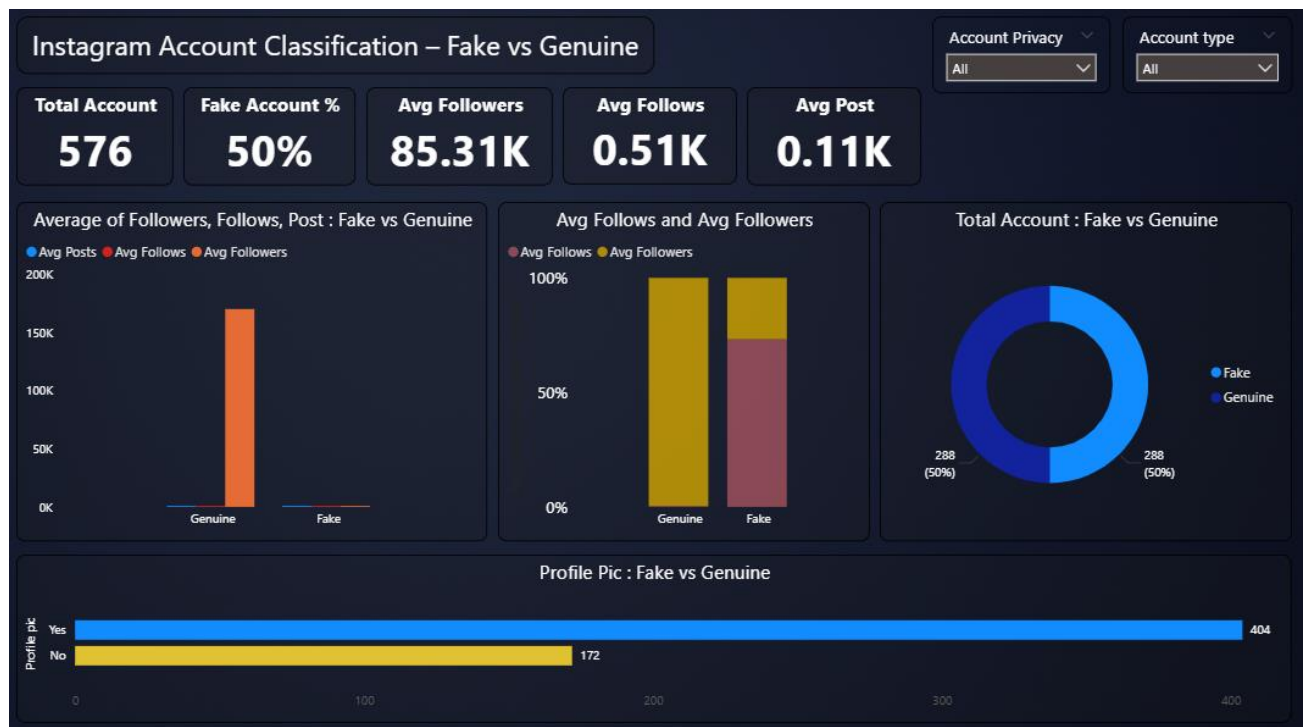 Instagram Account Classification – Fake vs Genuine
Account Privacy
All
Account type
All
Total Account
576
Fake Account %
50%
Avg Followers
85.31K
Avg Follows
0.51K
Avg Post
0.11K
Average of Followers, Follows, Post : Fake vs Genuine
Avg Posts Avg Follows Avg Followers
200K
150K
100K
50K
0K
Genuine Fake
Avg Follows and Avg Followers
Avg Follows Avg Followers
100%
50%
0%
Genuine Fake
Total Account : Fake vs Genuine
288
(50%)
288
(50%)
Fake
Genuine
Profile Pic : Fake vs Genuine
Profile pic
Yes
404
No
172
0 100 200 300 400